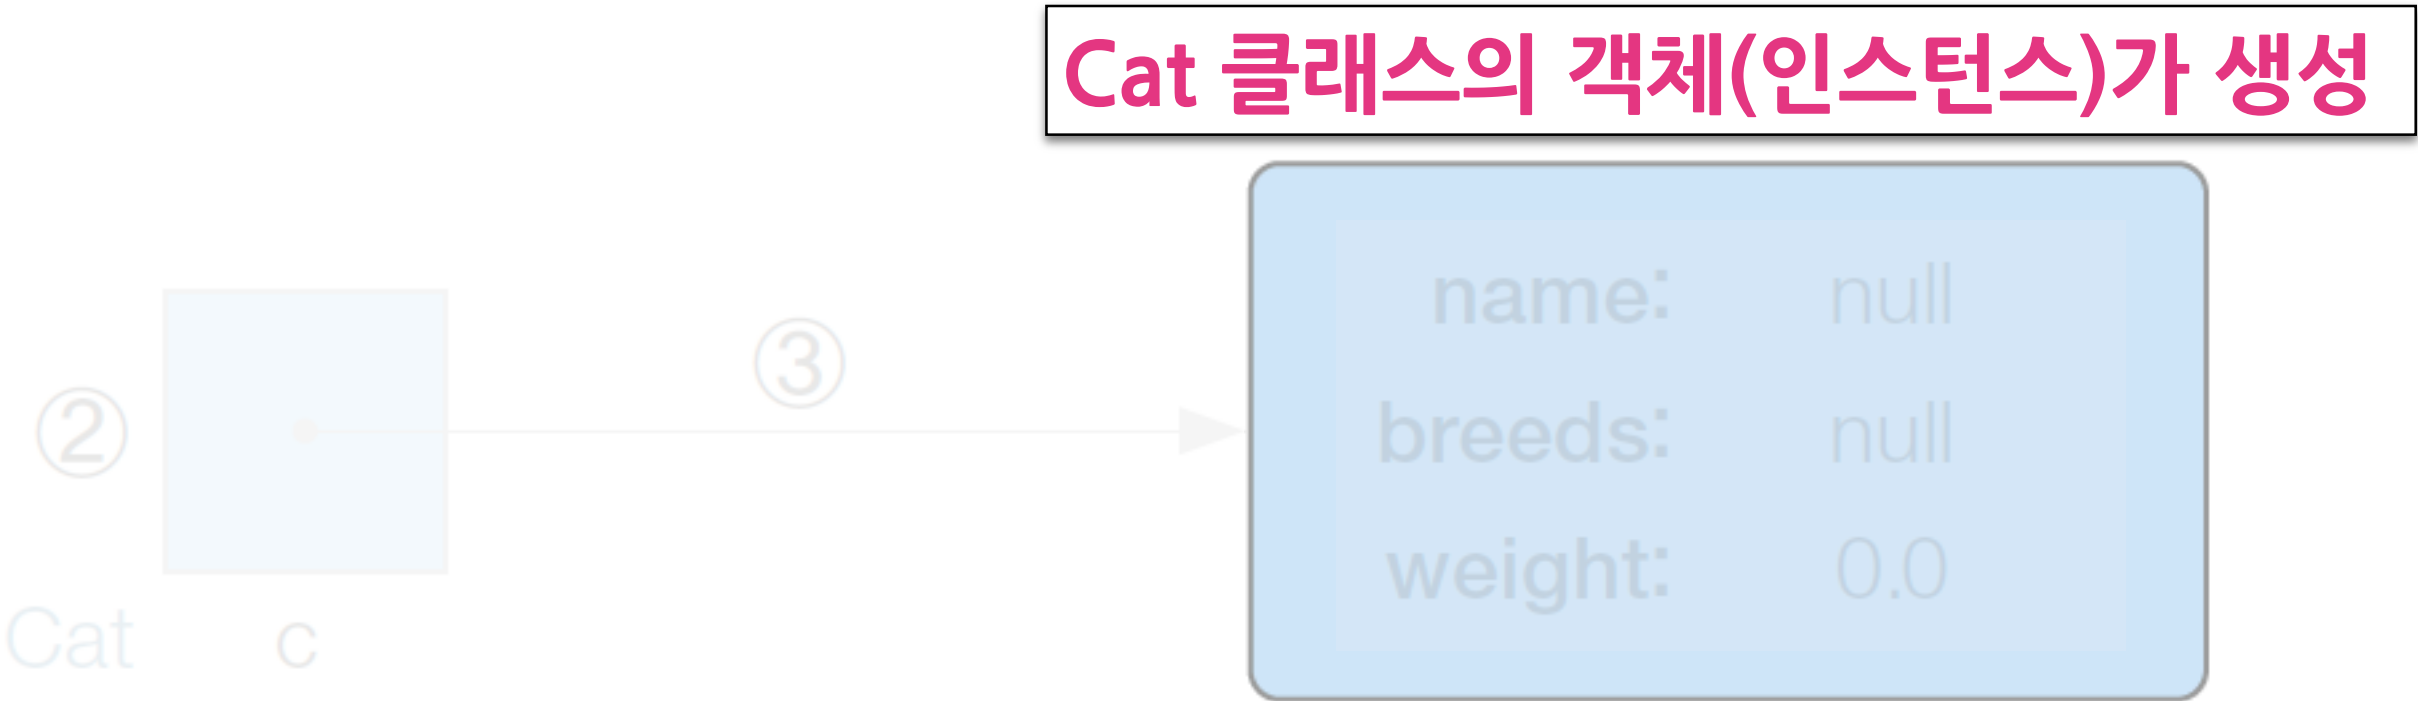 Cat 클래스의 객체(인스턴스)가 생성
name: null
③
breeds: null
②
weight: 0.0
Cat c